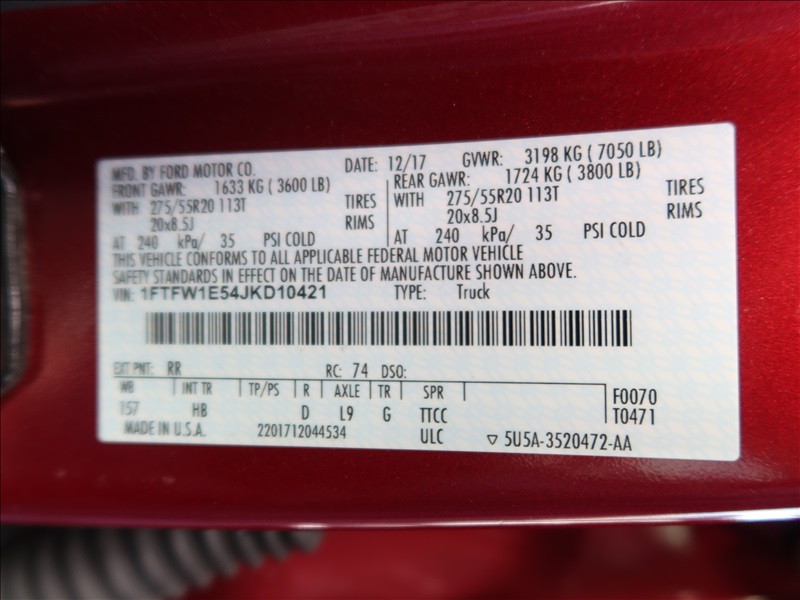 MFD. BY FORD MOTOR CO. DATE: 12/17 GVWR: 3198 KG ( 7050 LB)
FRONT GAWR: 1633 KG ( 3600 LB) REAR GAWR: 1724 KG ( 3800 LB)
WITH 275/55R20 113T TIRES WITH 275/55R20 113T TIRES
20x8.5J RIMS 20x8.5J RIMS
AT 240 kPa/ 35 PSI COLD AT 240 kPa/ 35 PSI COLD
THIS VEHICLE CONFORMS TO ALL APPLICABLE FEDERAL MOTOR VEHICLE
SAFETY STANDARDS IN EFFECT ON THE DATE OF MANUFACTURE SHOWN ABOVE.
VIN: 1FTFW1E54JKD10421 TYPE: Truck
EXT PNT: RR RC: 74 DSO:
WB INT TR TP/PS R AXLE TR SPR F0070
157 HB D L9 G TTCC T0471
MADE IN U.S.A. 2201712044534 ULC ▽ 5U5A-3520472-AA